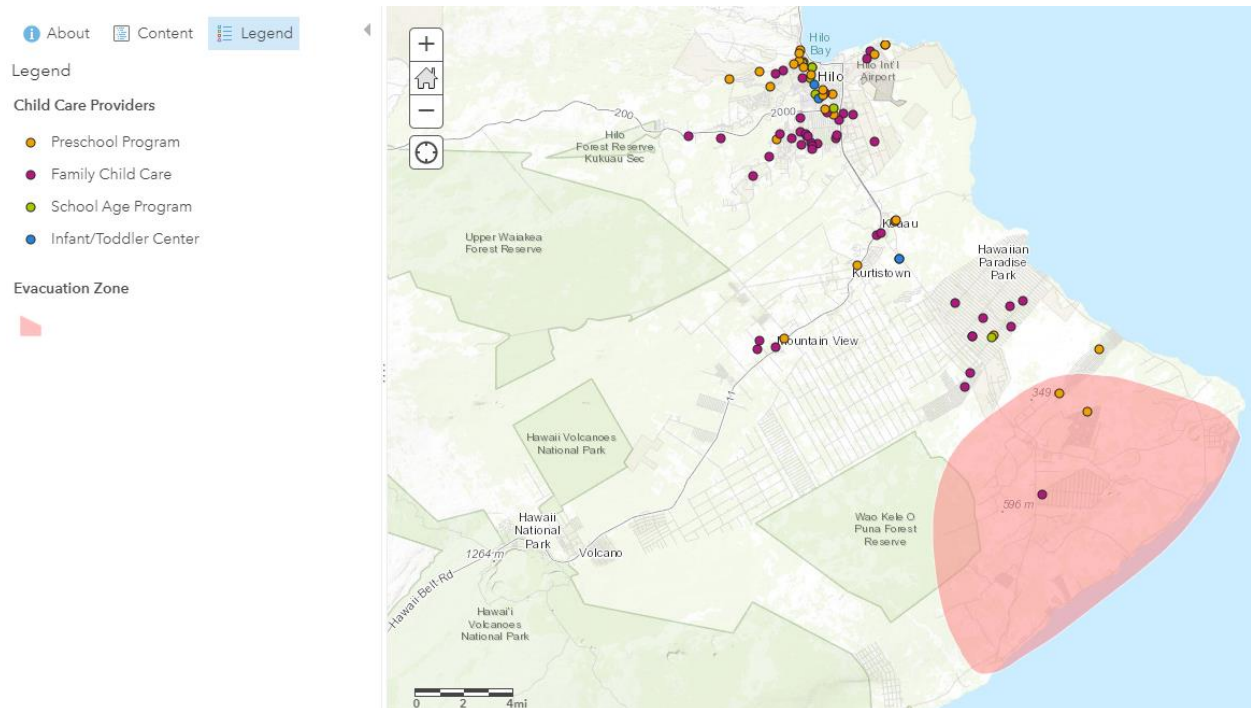 About
Content
Legend
Legend
Child Care Providers
Preschool Program
Family Child Care
School Age Program
Infant/Toddler Center
Evacuation Zone
+
−
Hilo
Bay
Hilo
Hilo Int'l
Airport
200
2000
Hilo
Forest Reserve
Kukuau Sec
Upper Waiakea
Forest Reserve
Kurtistown
Hawaiian
Paradise
Park
Mountain View
11
349
Hawaii Volcanoes
National Park
596 m
Wao Kele O
Puna Forest
Reserve
Hawaii
National
Park
Volcano
1264 m
Hawaii-Belt-Rd
Hawai'i
Volcanoes
National Park
0 2 4mi